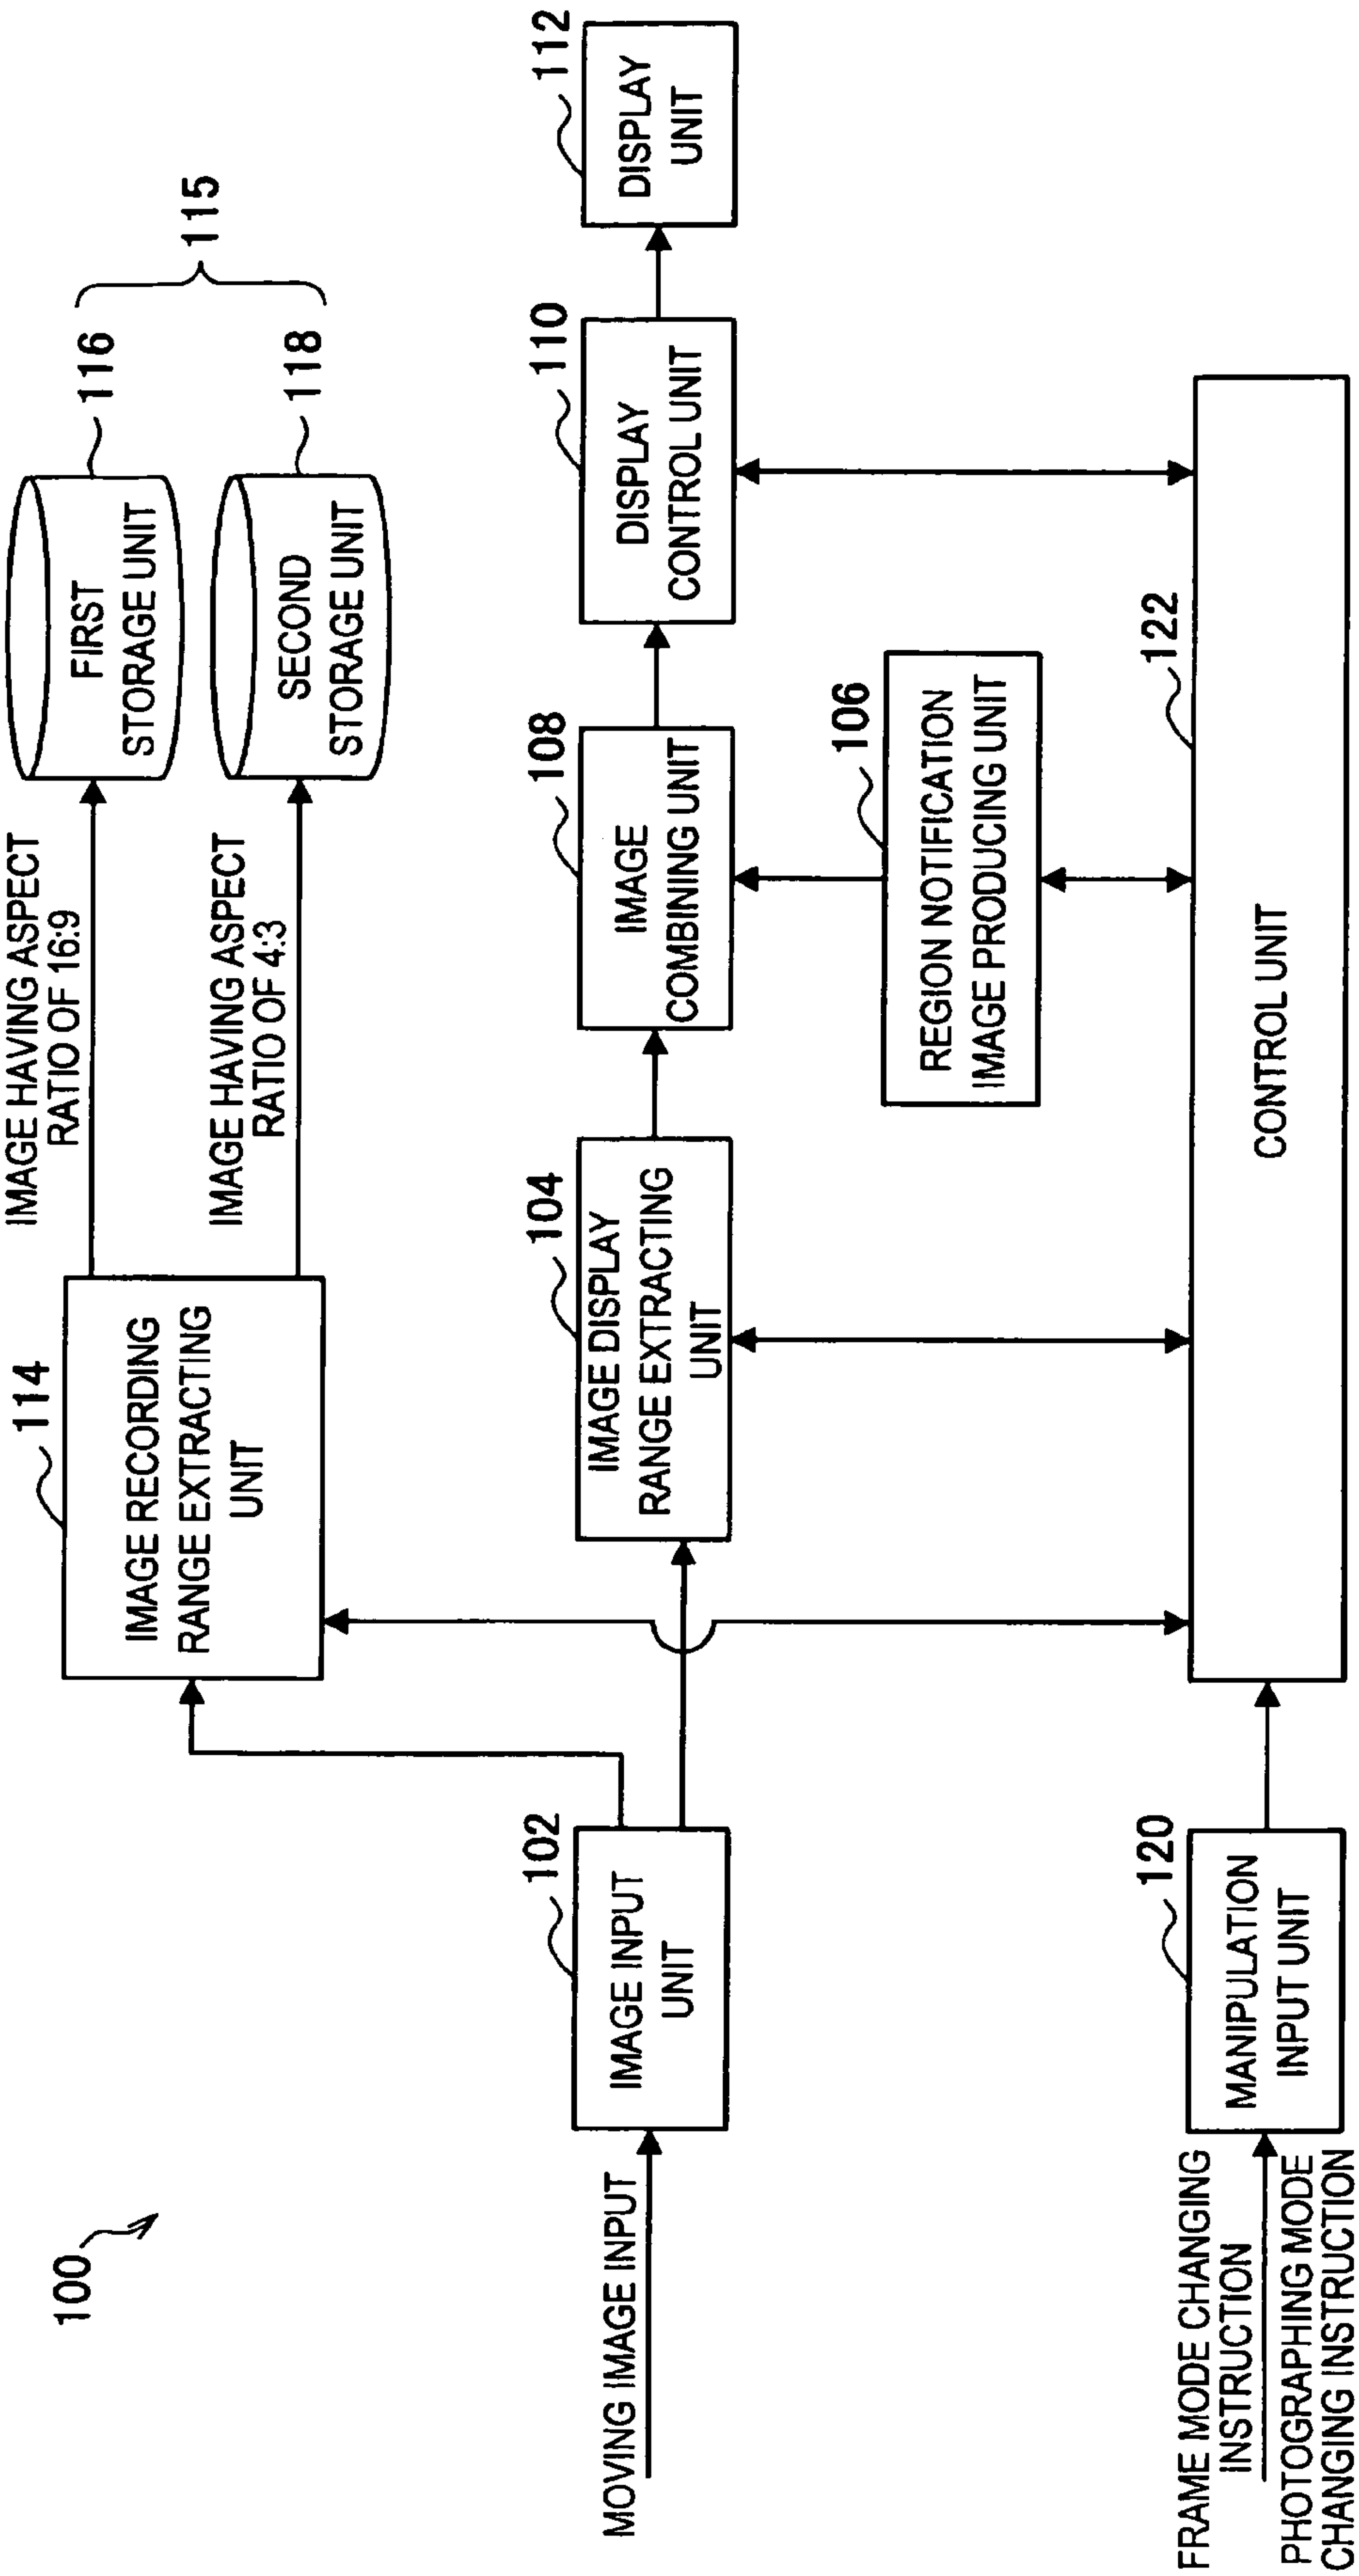 100
114
IMAGE RECORDING
RANGE EXTRACTING
UNIT
IMAGE HAVING ASPECT
RATIO OF 16:9
IMAGE HAVING ASPECT
RATIO OF 4:3
FIRST
STORAGE UNIT
116
SECOND
STORAGE UNIT
118
115
MOVING IMAGE INPUT
102
IMAGE INPUT
UNIT
104
IMAGE DISPLAY
RANGE EXTRACTING
UNIT
108
IMAGE
COMBINING UNIT
110
DISPLAY
CONTROL UNIT
112
DISPLAY
UNIT
106
REGION NOTIFICATION
IMAGE PRODUCING UNIT
FRAME MODE CHANGING
INSTRUCTION
PHOTOGRAPHING MODE
CHANGING INSTRUCTION
120
MANIPULATION
INPUT UNIT
122
CONTROL UNIT